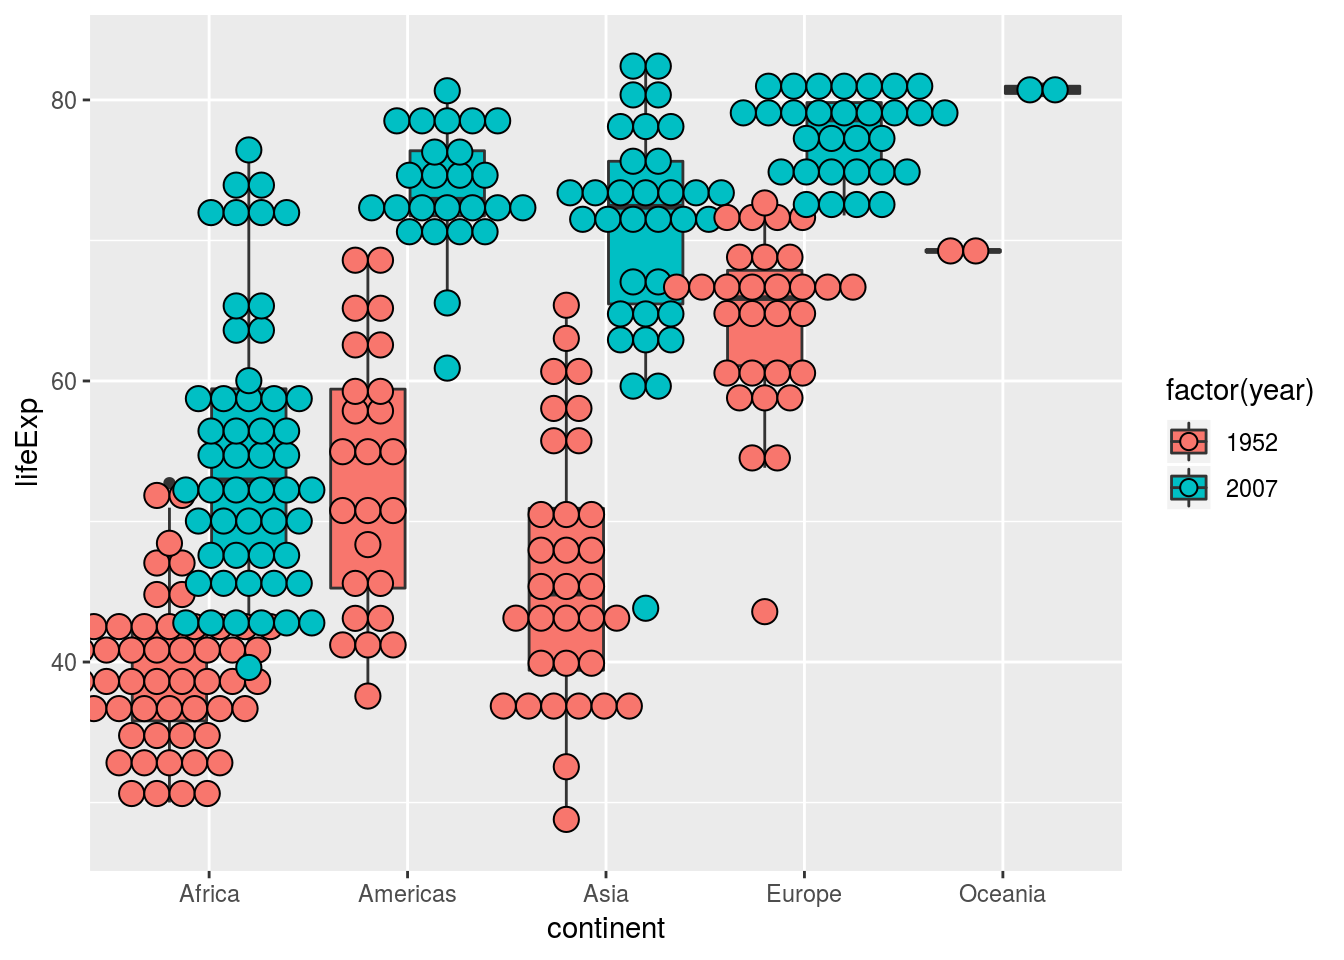 80
60
40
lifeExp
Africa
Americas
Asia
Europe
Oceania
continent
factor(year)
1952
2007